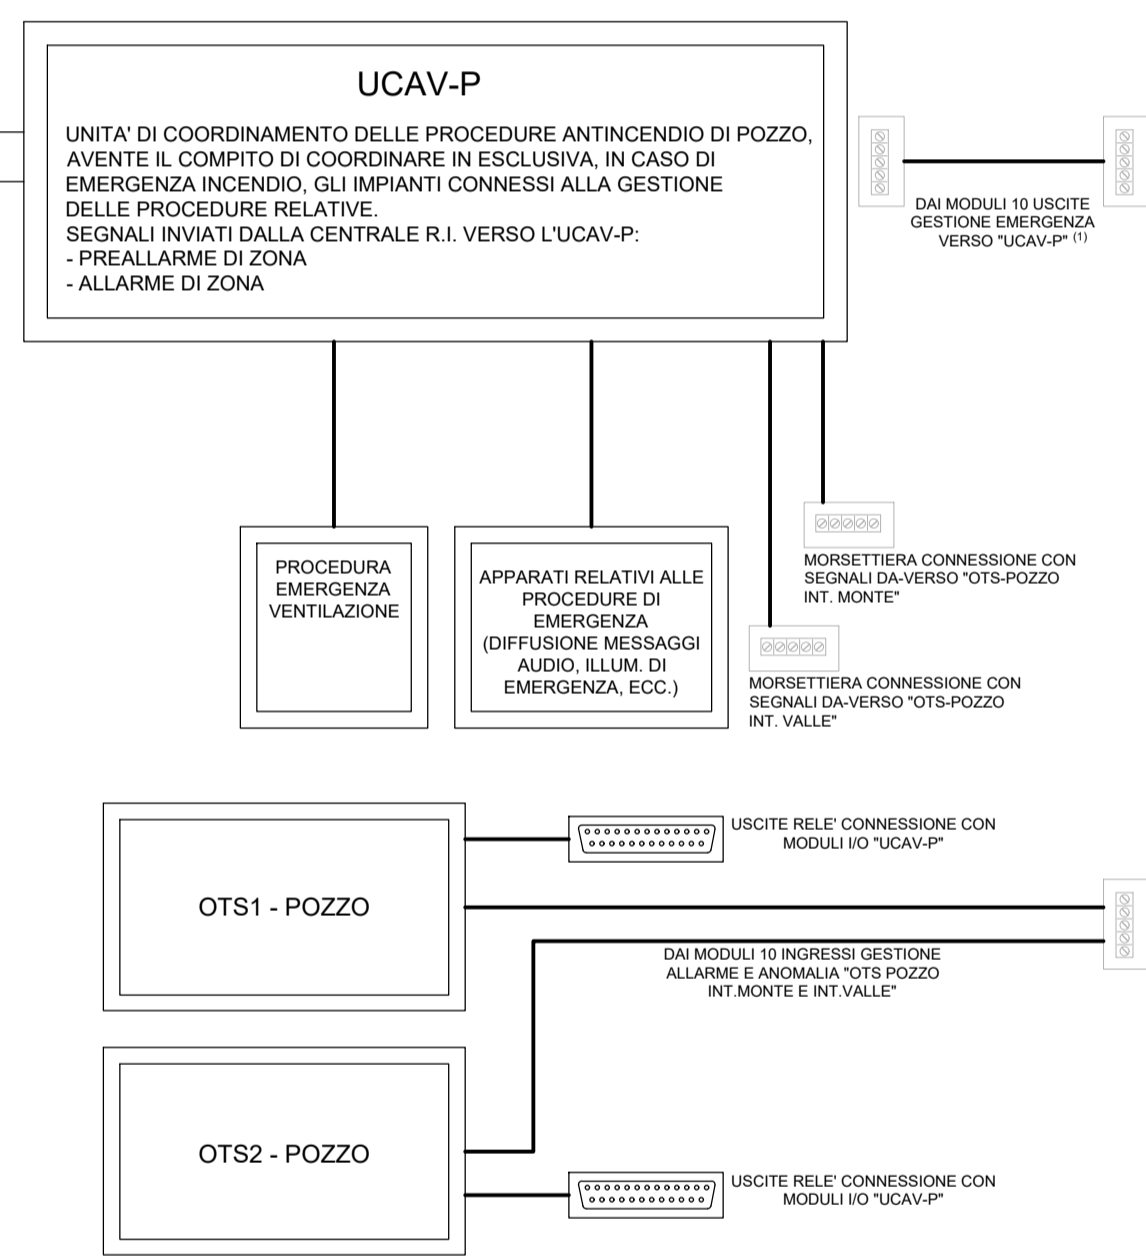 UCAV-P
UNITA' DI COORDINAMENTO DELLE PROCEDURE ANTINCENDIO DI POZZO,
AVENTE IL COMPITO DI COORDINARE IN ESCLUSIVA, IN CASO DI
EMERGENZA INCENDIO, GLI IMPIANTI CONNESSI ALLA GESTIONE
DELLE PROCEDURE RELATIVE.
SEGNALI INVIATI DALLA CENTRALE R.I. VERSO L'UCAV-P:
- PREALLARME DI ZONA
- ALLARME DI ZONA
DAI MODULI 10 USCITE
GESTIONE EMERGENZA
VERSO "UCAV-P" (1)
PROCEDURA
EMERGENZA
VENTILAZIONE
APPARATI RELATIVI ALLE
PROCEDURE DI
EMERGENZA
(DIFFUSIONE MESSAGGI
AUDIO, ILLUM. DI
EMERGENZA, ECC.)
MORSETTIERA CONNESSIONE CON
SEGNALI DA-VERSO "OTS-POZZO
INT. MONTE"
MORSETTIERA CONNESSIONE CON
SEGNALI DA-VERSO "OTS-POZZO
INT. VALLE"
OTS1 - POZZO
USCITE RELE' CONNESSIONE CON
MODULI I/O "UCAV-P"
DAI MODULI 10 INGRESSI GESTIONE
ALLARME E ANOMALIA "OTS POZZO
INT.MONTE E INT.VALLE"
OTS2 - POZZO
USCITE RELE' CONNESSIONE CON
MODULI I/O "UCAV-P"